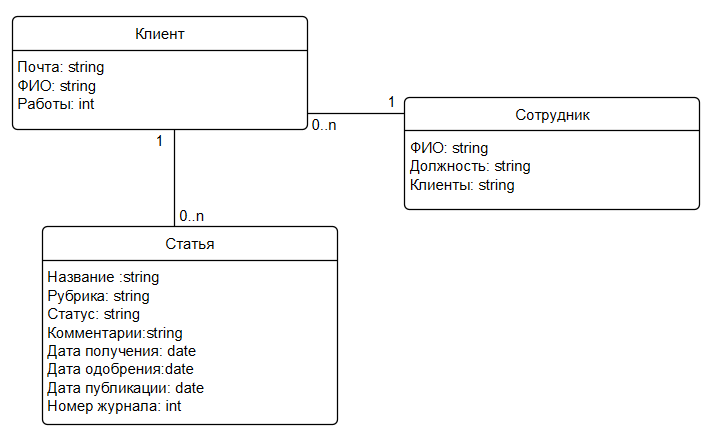 Клиент
Почта: string
ФИО: string
Работы: int
1
0..n
1
Сотрудник
ФИО: string
Должность: string
Клиенты: string
0..n
Статья
Название :string
Рубрика: string
Статус: string
Комментарии:string
Дата получения: date
Дата одобрения:date
Дата публикации: date
Номер журнала: int